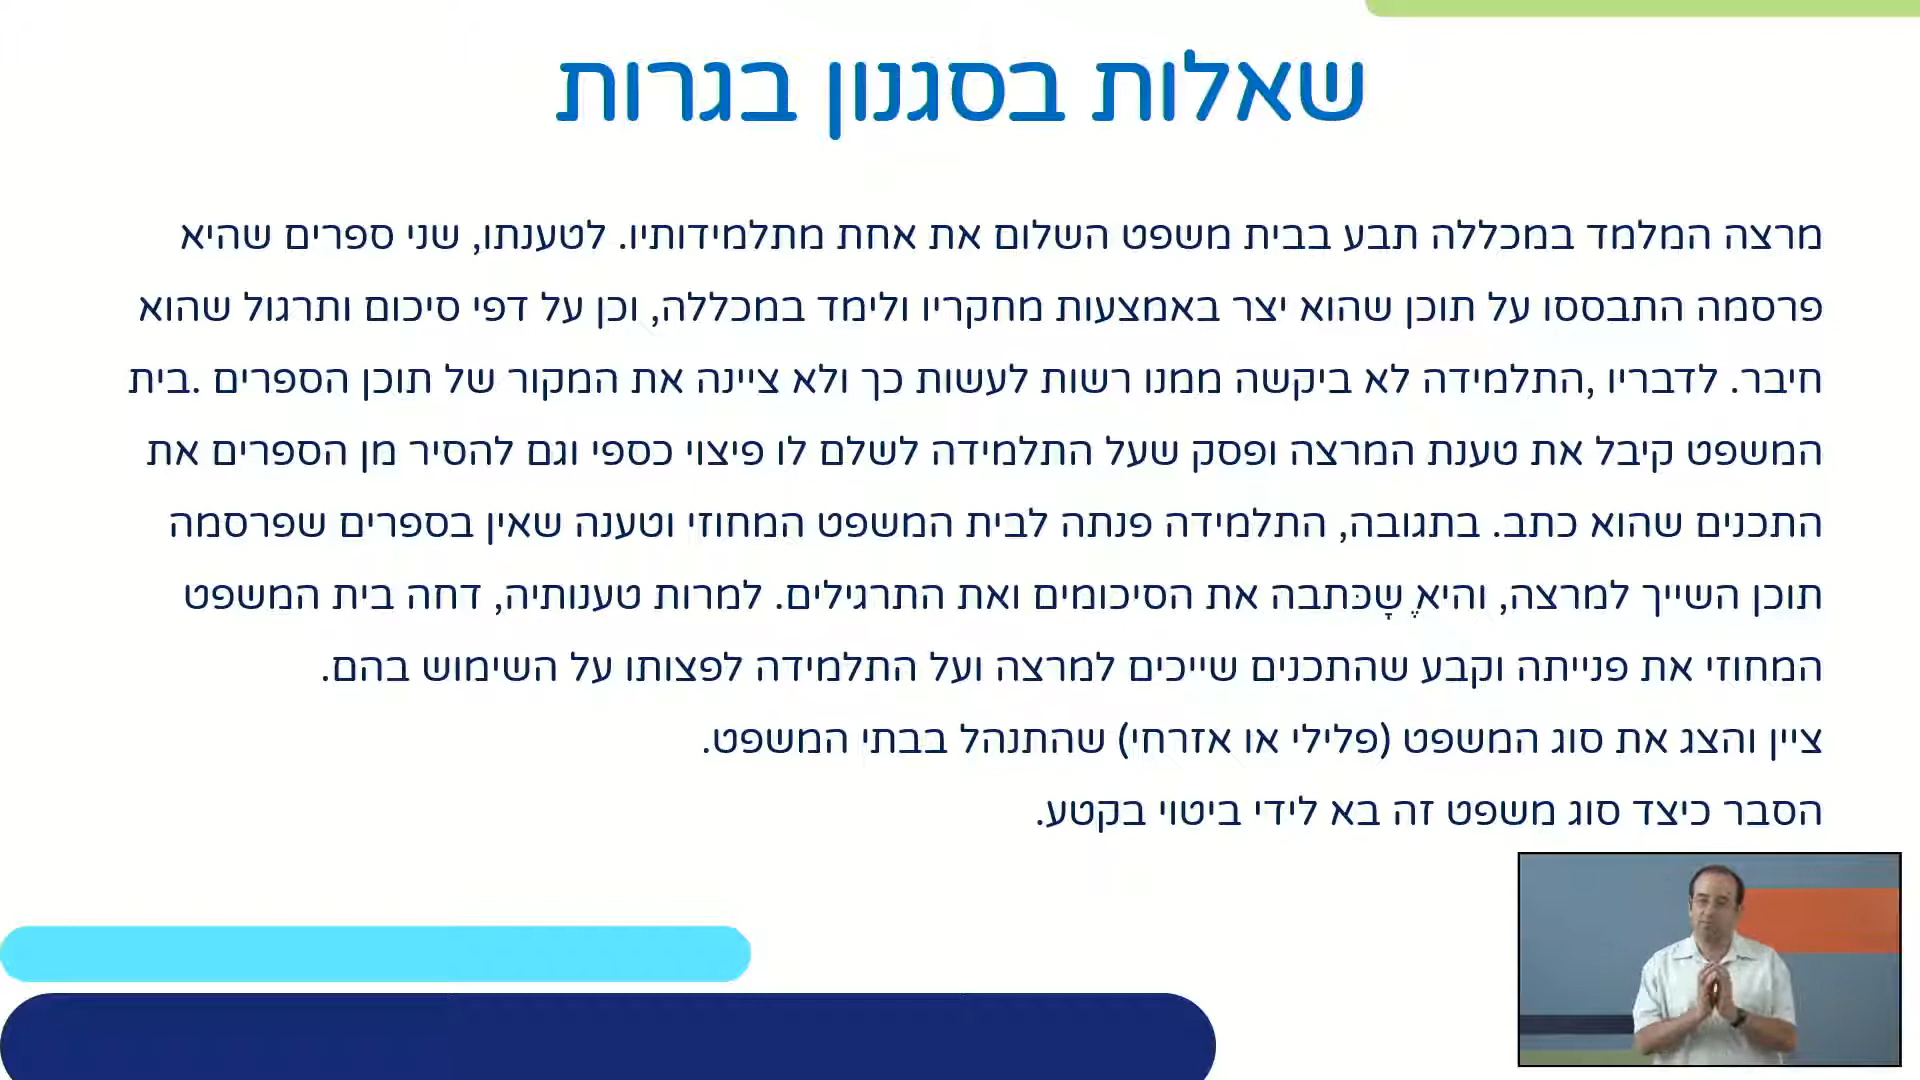 שאלות בסגנון בגרות
מרצה המלמד במכללה תבע בבית משפט השלום את אחת מתלמידותיו. לטענתו, שני ספרים שהיא
פרסמה התבססו על תוכן שהוא יצר באמצעות מחקריו ולימד במכללה, וכן על דפי סיכום ותרגול שהוא
חיבר. לדבריו ,התלמידה לא ביקשה ממנו רשות לעשות כך ולא ציינה את המקור של תוכן הספרים .בית
המשפט קיבל את טענת המרצה ופסק שעל התלמידה לשלם לו פיצוי כספי וגם להסיר מן הספרים את
התכנים שהוא כתב. בתגובה, התלמידה פנתה לבית המשפט המחוזי וטענה שאין בספרים שפרסמה
תוכן השייך למרצה, והיא ֶשָכּתבה את הסיכומים ואת התרגילים. למרות טענותיה, דחה בית המשפט
המחוזי את פנייתה וקבע שהתכנים שייכים למרצה ועל התלמידה לפצותו על השימוש בהם.
ציין והצג את סוג המשפט (פלילי או אזרחי) שהתנהל בבתי המשפט.
הסבר כיצד סוג משפט זה בא לידי ביטוי בקטע.